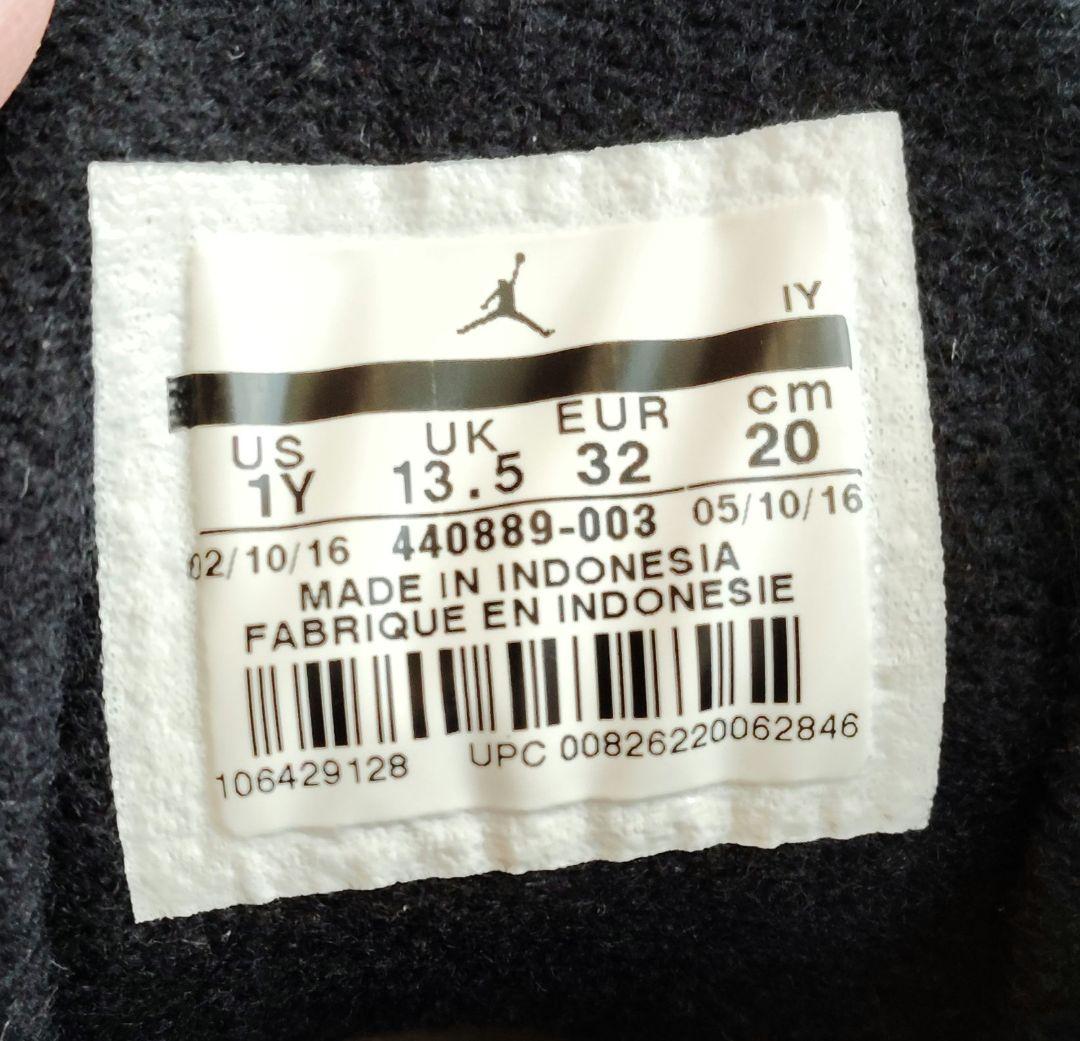 IY
US UK EUR cm
1Y 13.5 32 20
02/10/16 440889-003 05/10/16
MADE IN INDONESIA
FABRIQUE EN INDONESIE
106429128 UPC 00826220062846